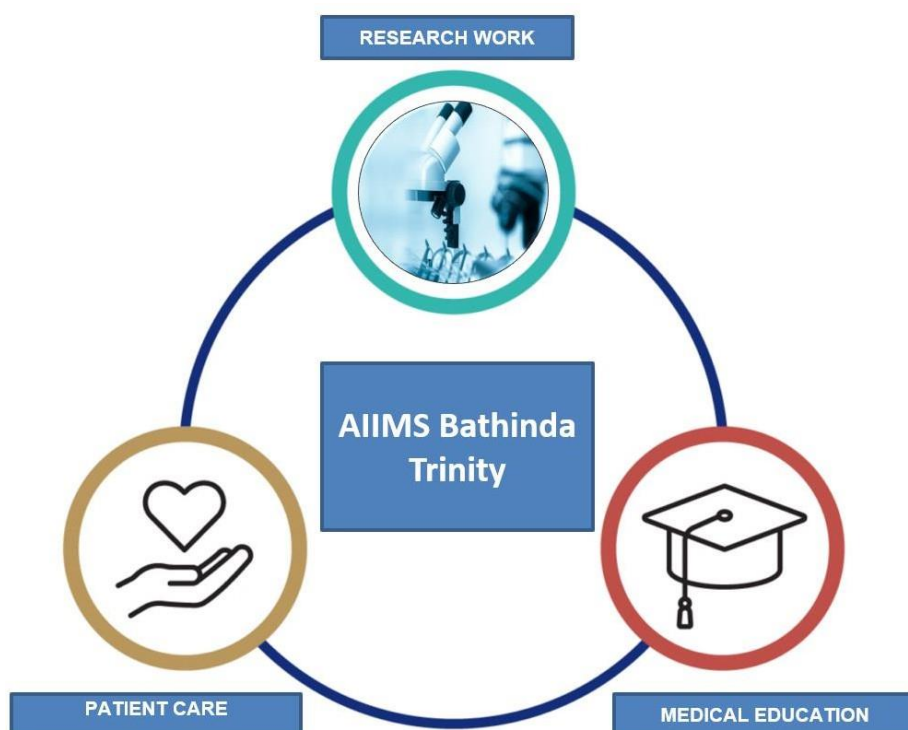 RESEARCH WORK
AIIMS Bathinda
Trinity
PATIENT CARE
MEDICAL EDUCATION